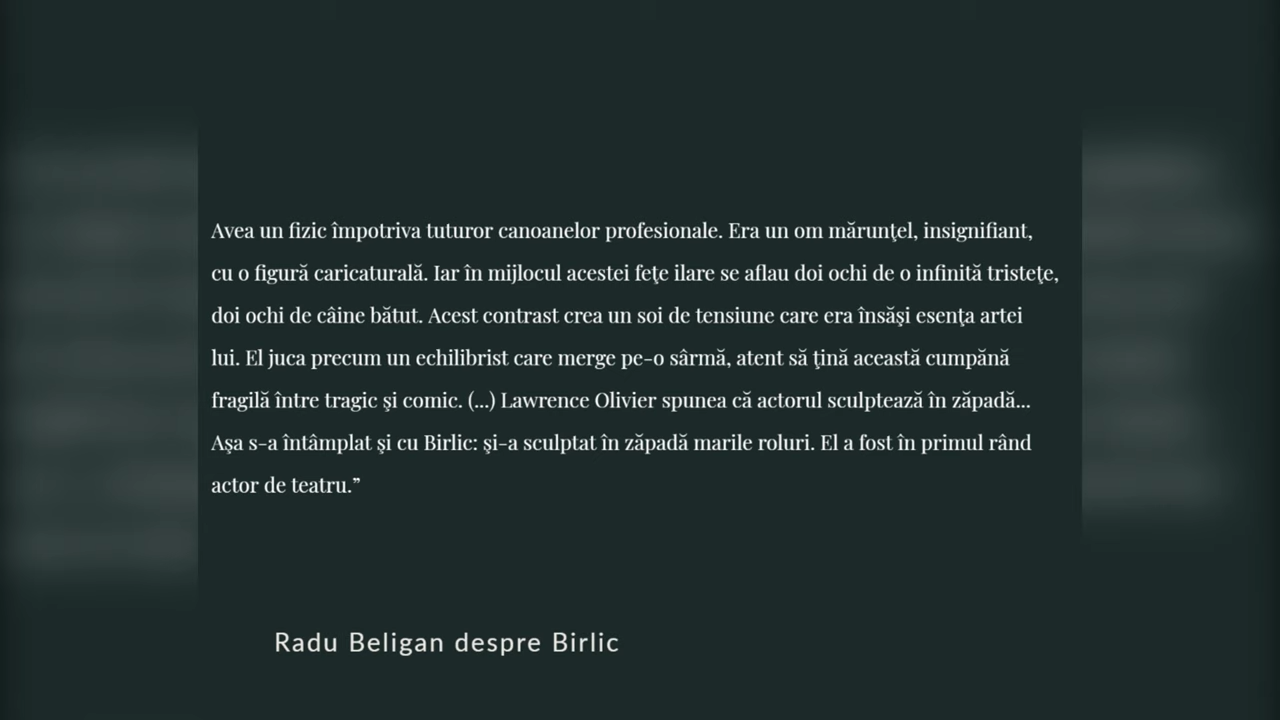 Avea un fizic împotriva tuturor canoanelor profesionale. Era un om mărunţel, insignifiant,
cu o figură caricaturală. Iar în mijlocul acestei feţe ilare se aflau doi ochi de o infinită tristeţe,
doi ochi de câine bătut. Acest contrast crea un soi de tensiune care era însăşi esenţa artei
lui. El juca precum un echilibrist care merge pe-o sârmă, atent să ţină această cumpănă
fragilă între tragic şi comic. (...) Lawrence Olivier spunea că actorul sculptează în zăpadă...
Aşa s-a întâmplat şi cu Birlic: şi-a sculptat în zăpadă marile roluri. El a fost în primul rând
actor de teatru.”
Radu Beligan despre Birlic